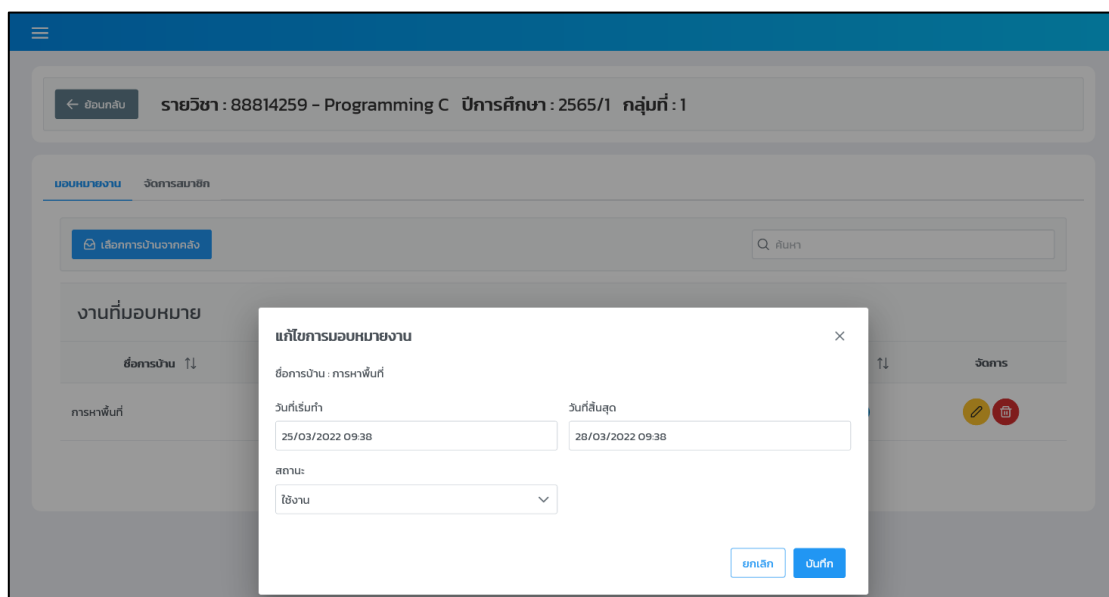 ย้อนกลับ รายวิชา : 88814259 - Programming C ปีการศึกษา : 2565/1 กลุ่มที่ : 1
มอบหมายงาน จัดการสมาชิก
เลือกการบ้านจากคลัง ค้นหา
งานที่มอบหมาย
ชื่อการบ้าน จัดการ
การหาพื้นที่
แก้ไขการมอบหมายงาน
ชื่อการบ้าน : การหาพื้นที่
วันที่เริ่มทำ วันที่สิ้นสุด
25/03/2022 09:38 28/03/2022 09:38
สถานะ
ใช้งาน
ยกเลิก บันทึก